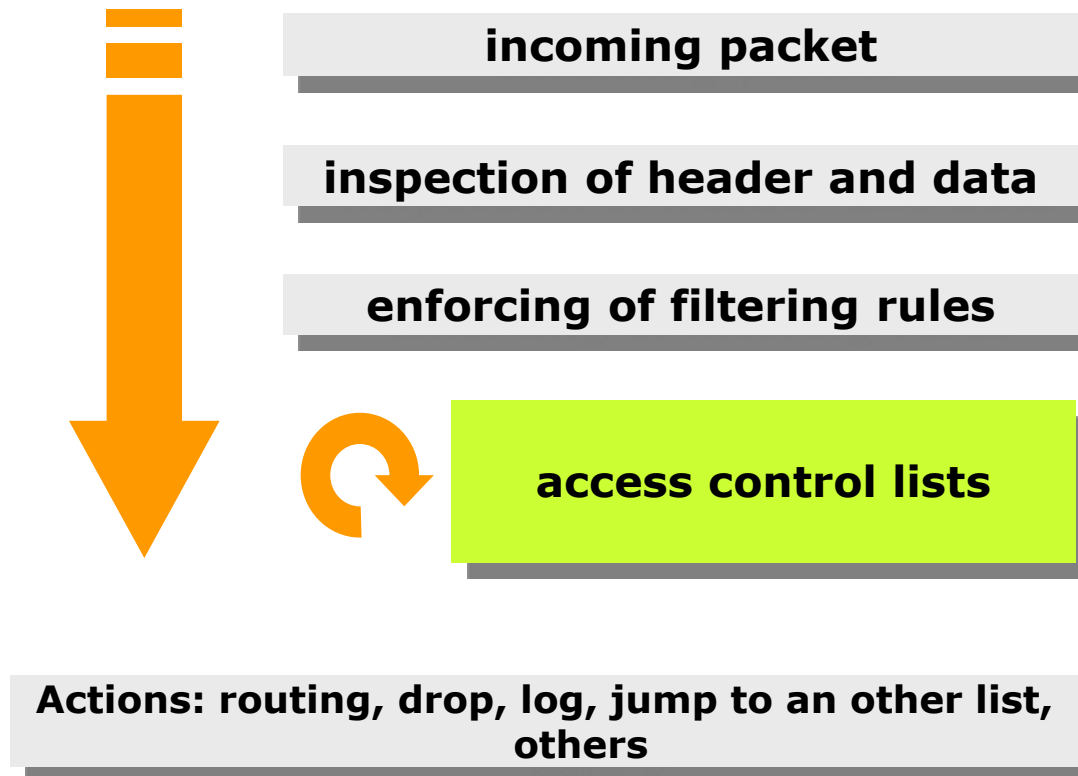 incoming packet
inspection of header and data
enforcing of filtering rules
access control lists
Actions: routing, drop, log, jump to an other list,
others